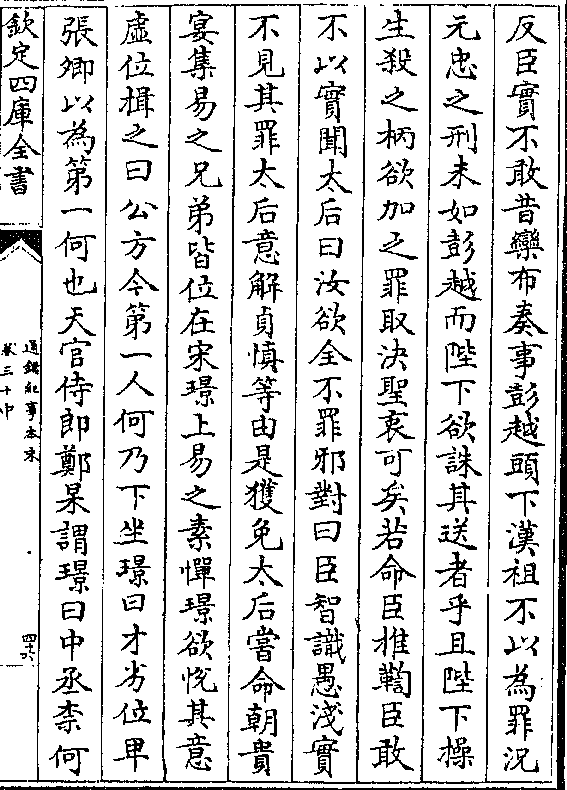 反臣實不敢昔欒布奏事彭越頭下漢祖不以為罪況
元忠之刑未如彭越而陛下欲誅其送者乎且陛下操
生殺之柄欲加之罪取決聖衷可矣若命臣推鞫臣敢
不以實聞太后曰汝欲全不罪邪對曰臣智識愚淺實
不見其罪太后意解貞慎等由是獲免太后嘗命朝貴
宴集易之兄弟皆位在宋璟上易之素憚璟欲悅其意
虛位揖之曰公方今第一人何乃下坐璟曰才劣位卑
張卿以為第一何也天官侍郎鄭杲謂璟曰中丞柰何
欽定四庫全書
通鑑紀事本末
卷三十中
四十六